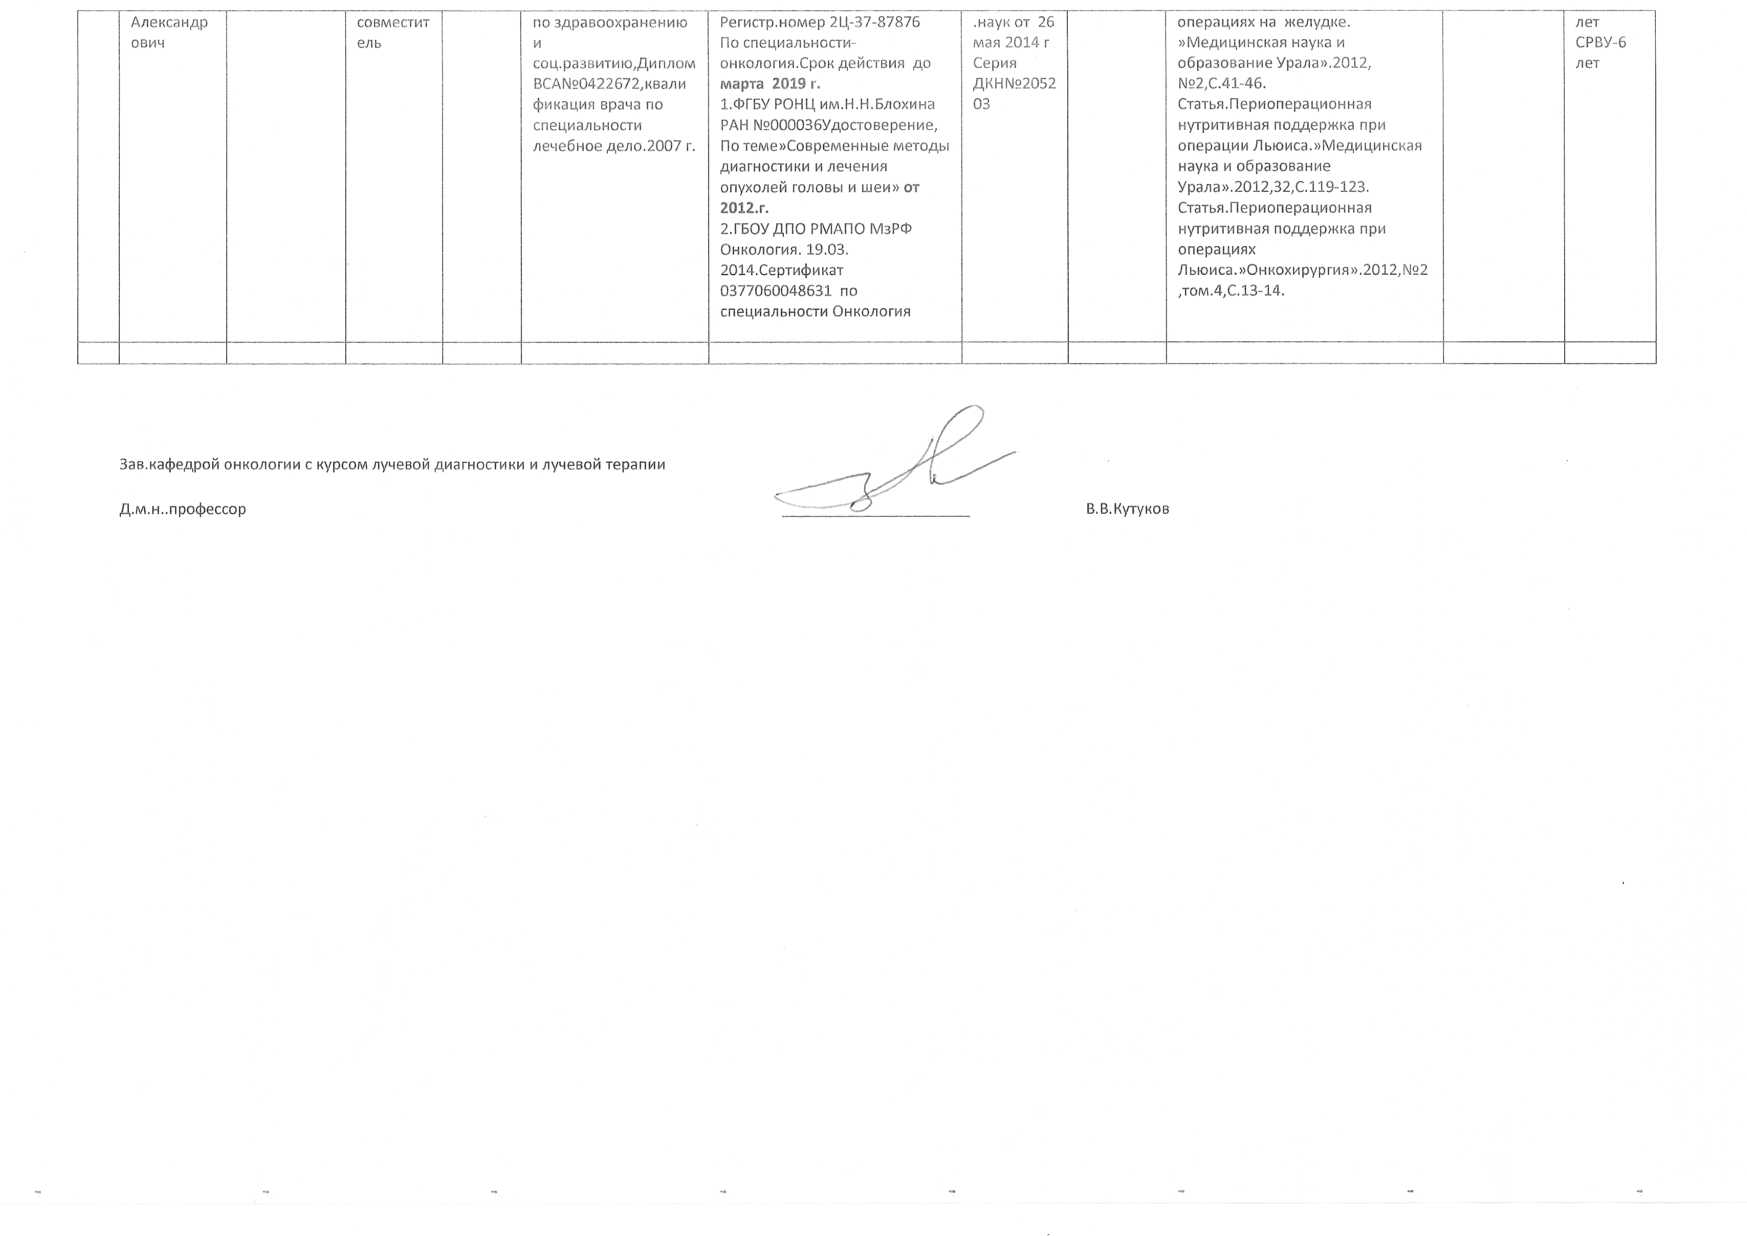 Александр
ович
совместит
ель
по здравоохранению
и
соц.развитию,Диплом
ВСА№0422672,квали
фикация врача по
специальности
лечебное дело.2007 г.
Регистр.номер 2Ц-37-87876
По специальности-
онкология.Срок действия до
марта 2019 г.
1.ФГБУ РОНЦ им.Н.Н.Блохина
РАН №000036Удостоверение,
По теме»Современные методы
диагностики и лечения
опухолей головы и шеи» от
2012.г.
2.ГБОУ ДПО РМАПО МзРФ
Онкология. 19.03.
2014.Сертификат
0377060048631 по
специальности Онкология
.наук от 26
мая 2014 г
Серия
ДКН№2052
03
операциях на желудке.
»Медицинская наука и
образование Урала».2012,
№2,С.41-46.
Статья.Периоперационная
нутритивная поддержка при
операции Льюиса.»Медицинская
наука и образование
Урала».2012,32,С.119-123.
Статья.Периоперационная
нутритивная поддержка при
операциях
Льюиса.»Онкохирургия».2012,№2
,том.4,С.13-14.
лет
СРВУ-6
лет
Зав.кафедрой онкологии с курсом лучевой диагностики и лучевой терапии
Д.м.н..профессор
В.В.Кутуков